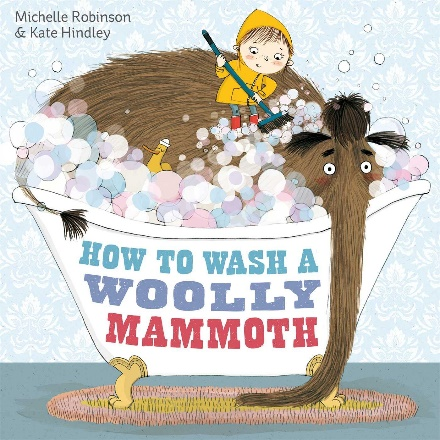 Michelle Robinson
& Kate Hindley
HOW TO WASH A
WOOLLY
MAMMOTH